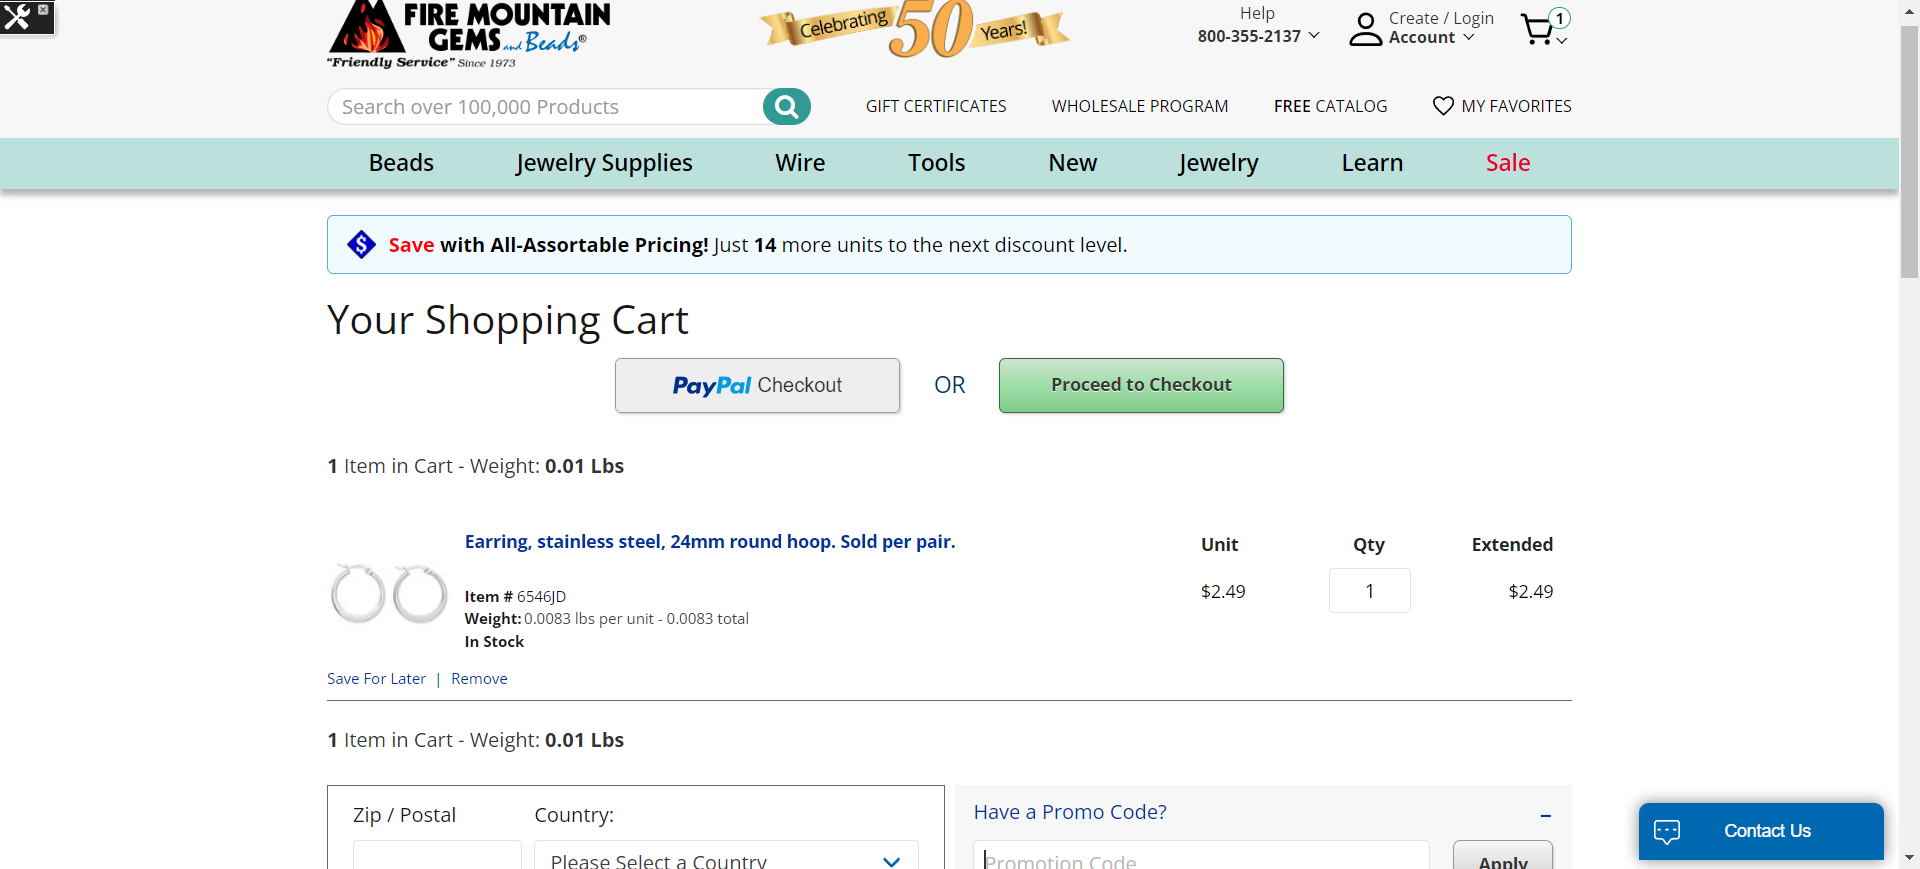 FIRE MOUNTAIN
GEMS and Beads®
"Friendly Service" Since 1973
Celebrating 50 Years!
Help
800-355-2137
Create / Login
Account
1
Search over 100,000 Products
GIFT CERTIFICATES
WHOLESALE PROGRAM
FREE CATALOG
MY FAVORITES
Beads
Jewelry Supplies
Wire
Tools
New
Jewelry
Learn
Sale
$ Save with All-Assortable Pricing! Just 14 more units to the next discount level.
Your Shopping Cart
PayPal Checkout
OR
Proceed to Checkout
1 Item in Cart - Weight: 0.01 Lbs
Earring, stainless steel, 24mm round hoop. Sold per pair.
Unit
Qty
Extended
Item # 6546JD
$2.49
1
$2.49
Weight: 0.0083 lbs per unit - 0.0083 total
In Stock
Save For Later | Remove
1 Item in Cart - Weight: 0.01 Lbs
Zip / Postal
Country:
Please Select a Country
Have a Promo Code?
Promotion Code
Apply
Contact Us